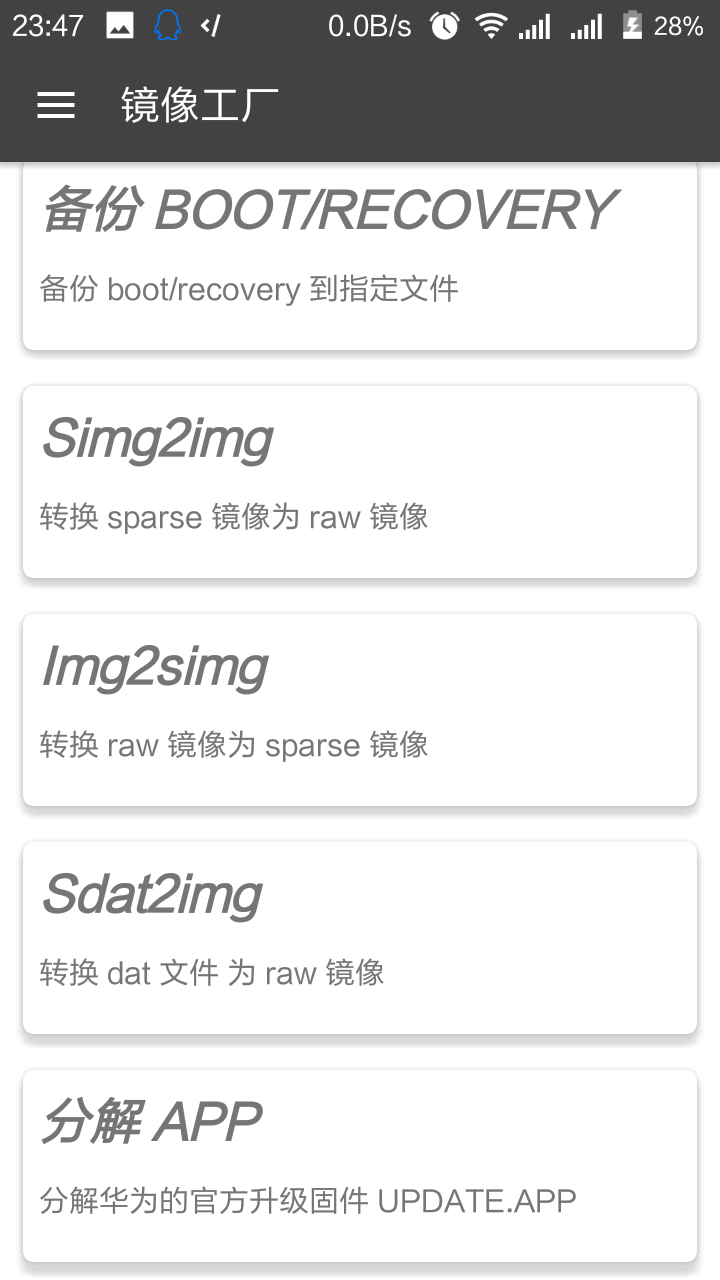 23:47 0.0B/s 28%
镜像工厂
备份 BOOT/RECOVERY
备份 boot/recovery 到指定文件
Simg2img
转换 sparse 镜像为 raw 镜像
Img2simg
转换 raw 镜像为 sparse 镜像
Sdat2img
转换 dat 文件 为 raw 镜像
分解 APP
分解华为的官方升级固件 UPDATE.APP